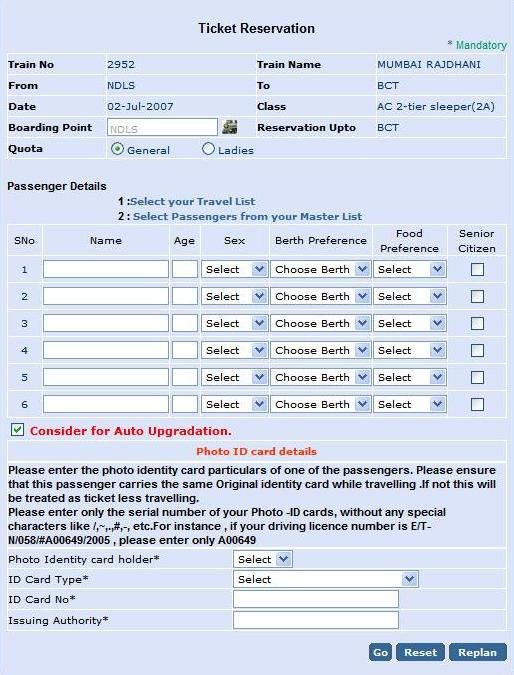 Ticket Reservation
* Mandatory
Train No 2952 Train Name MUMBAI RAJDHANI
From NDLS To BCT
Date 02-Jul-2007 Class AC 2-tier sleeper(2A)
Boarding Point NDLS Reservation Upto BCT
Quota General Ladies
Passenger Details
1 :Select your Travel List
2 : Select Passengers from your Master List
SNo Name Age Sex Berth Preference Food Preference Senior Citizen
1 Select Choose Berth Select
2 Select Choose Berth Select
3 Select Choose Berth Select
4 Select Choose Berth Select
5 Select Choose Berth Select
6 Select Choose Berth Select
Consider for Auto Upgradation.
Photo ID card details
Please enter the photo identity card particulars of one of the passengers. Please ensure
that this passenger carries the same Original identity card while travelling .If not this will
be treated as ticket less travelling.
Please enter only the serial number of your Photo -ID cards, without any special
characters like /,~,.,#,-, etc.For instance , if your driving licence number is E/T-
N/058/#A00649/2005 , please enter only A00649
Photo Identity card holder* Select
ID Card Type* Select
ID Card No*
Issuing Authority*
Go Reset Replan